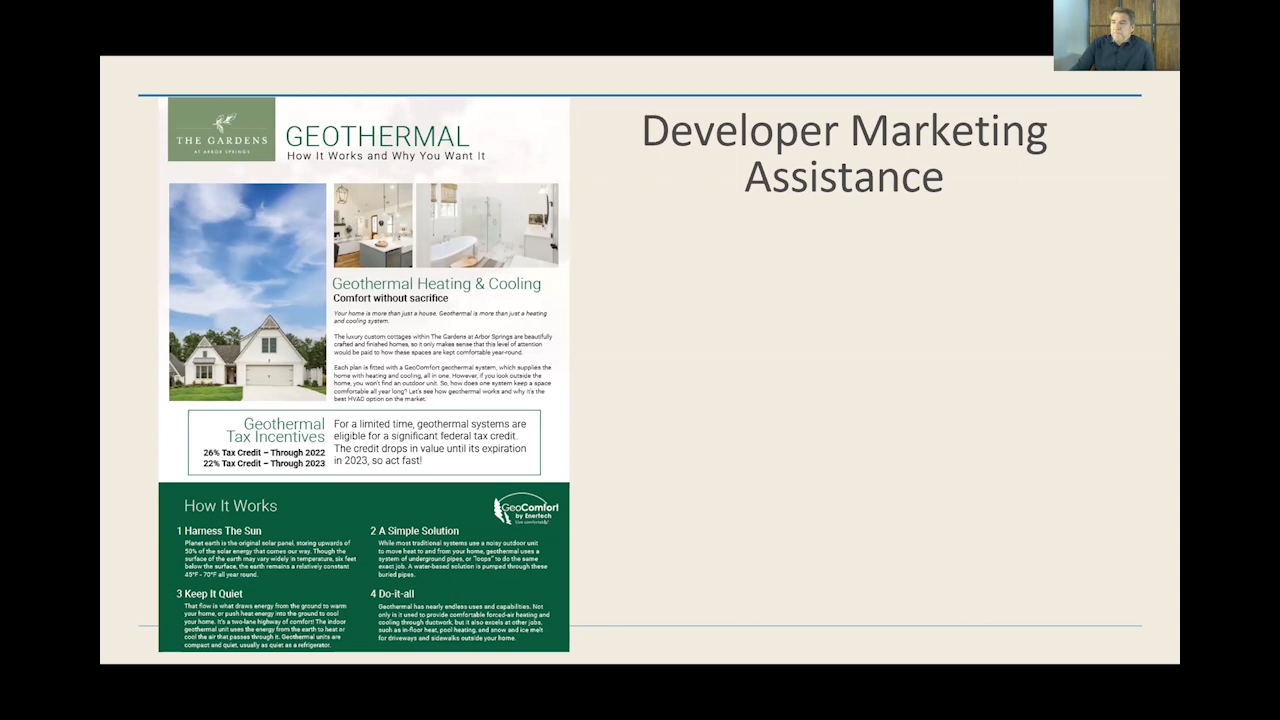 THE GARDENS
AT ARBOR SPRINGS
GEOTHERMAL
How It Works and Why You Want It
Developer Marketing
Assistance
Geothermal Heating & Cooling
Comfort without sacrifice
Your home is more than just a house. Geothermal is more than just a heating
and cooling system.
The luxury custom cottages within The Gardens at Arbor Springs are beautifully
crafted and finished homes, so it only makes sense that this level of attention
would be paid to how these spaces are kept comfortable year-round.
Each plan is fitted with a GeoComfort geothermal system, which supplies the
home with heating and cooling, all in one. However, if you look outside the
home, you won't find an outdoor unit. So, how does one system keep a space
comfortable all year long? Let's see how geothermal works and why it's the
best HVAC option on the market.
Geothermal
Tax Incentives
26% Tax Credit – Through 2022
22% Tax Credit – Through 2023
For a limited time, geothermal systems are
eligible for a significant federal tax credit.
The credit drops in value until its expiration
in 2023, so act fast!
How It Works
GeoComfort
by Enertech
Live comfortably
1 Harness The Sun
Planet earth is the original solar panel, storing upwards of
50% of the solar energy that comes our way. Though the
surface of the earth may vary widely in temperature, six feet
below the surface, the earth remains a relatively constant
45°F - 70°F all year round.
2 A Simple Solution
While most traditional systems use a noisy outdoor unit
to move heat to and from your home, geothermal uses a
system of underground pipes, or "loops" to do the same
exact job. A water-based solution is pumped through these
buried pipes.
3 Keep It Quiet
That flow is what draws energy from the ground to warm
your home, or push heat energy into the ground to cool
your home. It's a two-lane highway of comfort! The indoor
geothermal unit uses the energy from the earth to heat or
cool the air that passes through it. Geothermal units are
compact and quiet, usually as quiet as a refrigerator.
4 Do-it-all
Geothermal has nearly endless uses and capabilities. Not
only is it used to provide comfortable forced-air heating and
cooling through ductwork, but it also excels at other jobs,
such as in-floor heat, pool heating, and snow and ice melt
for driveways and sidewalks outside your home.